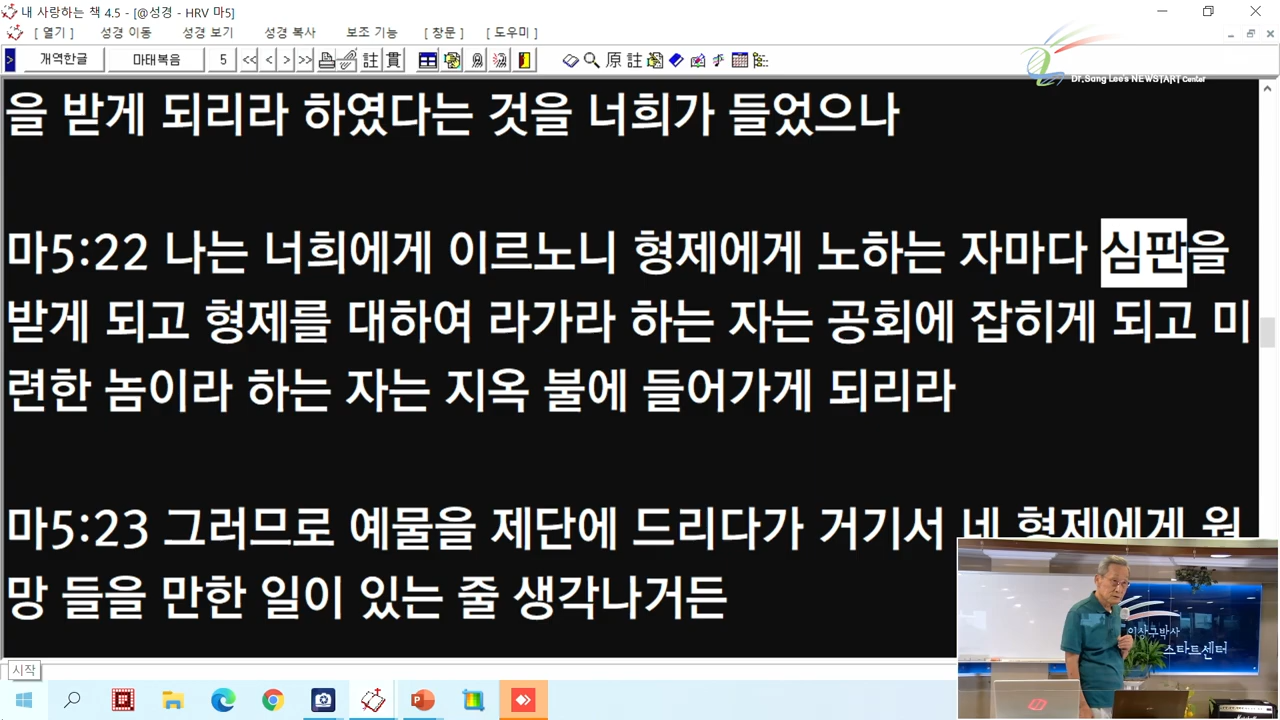 내 사랑하는 책 4.5 - [@성경 - HRV 마5]
[ 열기 ] 성경 이동 성경 보기 성경 복사 보조 기능 [ 창문 ] [ 도우미 ]
> 개역한글 마태복음 5 << < > >> 註 貫 原 註
Dr.Sang Lee's NEWSTART Center
을 받게 되리라 하였다는 것을 너희가 들었으나
마5:22 나는 너희에게 이르노니 형제에게 노하는 자마다 심판을
받게 되고 형제를 대하여 라가라 하는 자는 공회에 잡히게 되고 미
련한 놈이라 하는 자는 지옥 불에 들어가게 되리라
마5:23 그러므로 예물을 제단에 드리다가 거기서 네 형제에게 원
망 들을 만한 일이 있는 줄 생각나거든
이상구박사
스타트센터
시작